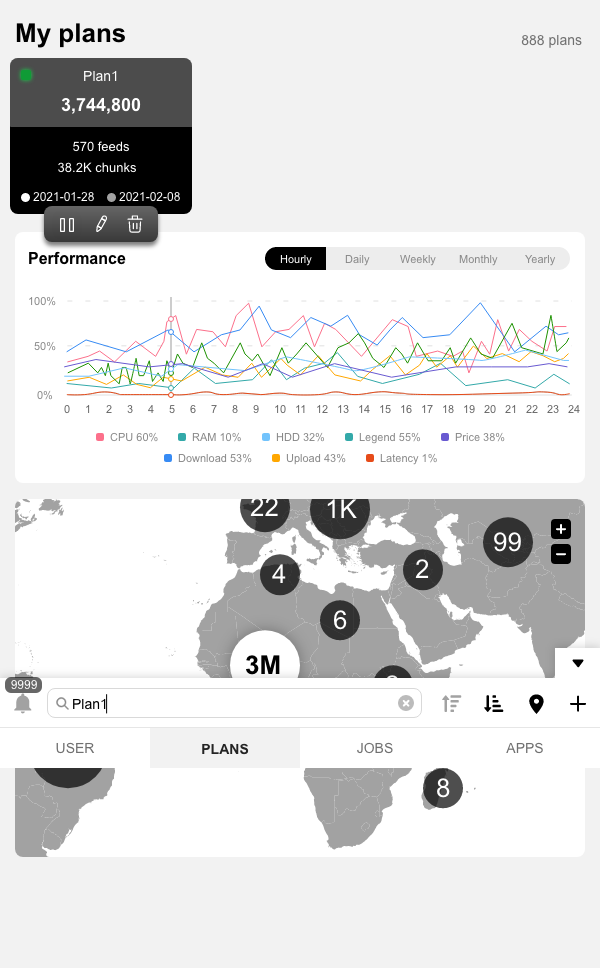 My plans
888 plans
Plan1
3,744,800
570 feeds
38.2K chunks
2021-01-28 2021-02-08
Performance
Hourly Daily Weekly Monthly Yearly
100%
50%
0%
0 1 2 3 4 5 6 7 8 9 10 11 12 13 14 15 16 17 18 19 20 21 22 23 24
CPU 60% RAM 10% HDD 32% Legend 55% Price 38%
Download 53% Upload 43% Latency 1%
22 1K
99
4 2
6
3M
9999
Plan1
USER PLANS JOBS APPS
8